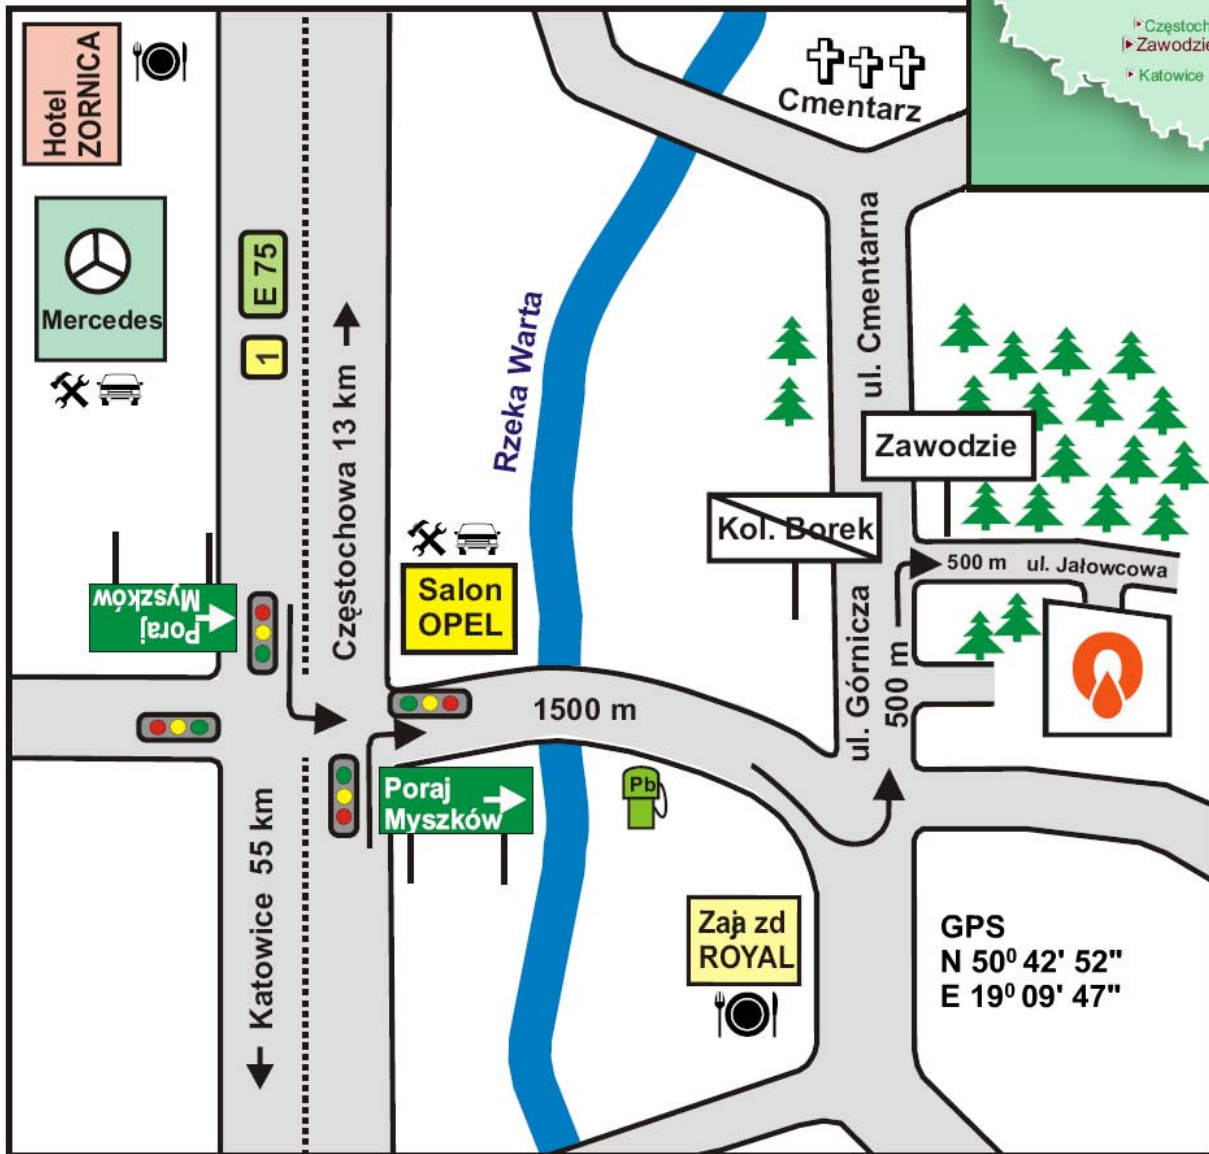 Hotel
ZORNICA
Cmentarz
Częstoch
Zawodzie
Katowice
Mercedes
E 75
1
Częstochowa 13 km
Rzeka Warta
ul. Cmentarna
Zawodzie
Kol. Borek
500 m ul. Jałowcowa
Poraj
Myszków
Salon
OPEL
1500 m
ul. Górnicza
500 m
Poraj
Myszków
Pb
Katowice 55 km
Zaja zd
ROYAL
GPS
N 50⁰ 42' 52"
E 19⁰ 09' 47"